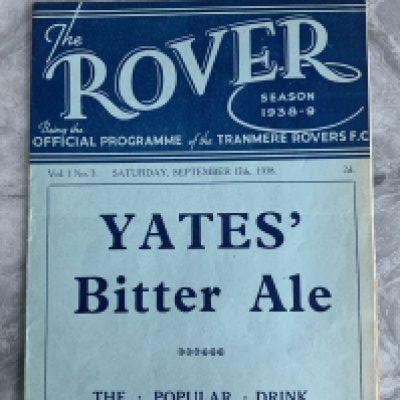 The
ROVER
SEASON
1938-9
Being the
OFFICIAL PROGRAMME of the TRANMERE ROVERS F.C
Vol. 1 No. 3. SATURDAY, SEPTEMBER 17th, 1938. 2d.
YATES'
Bitter Ale
THE · POPULAR · DRINK